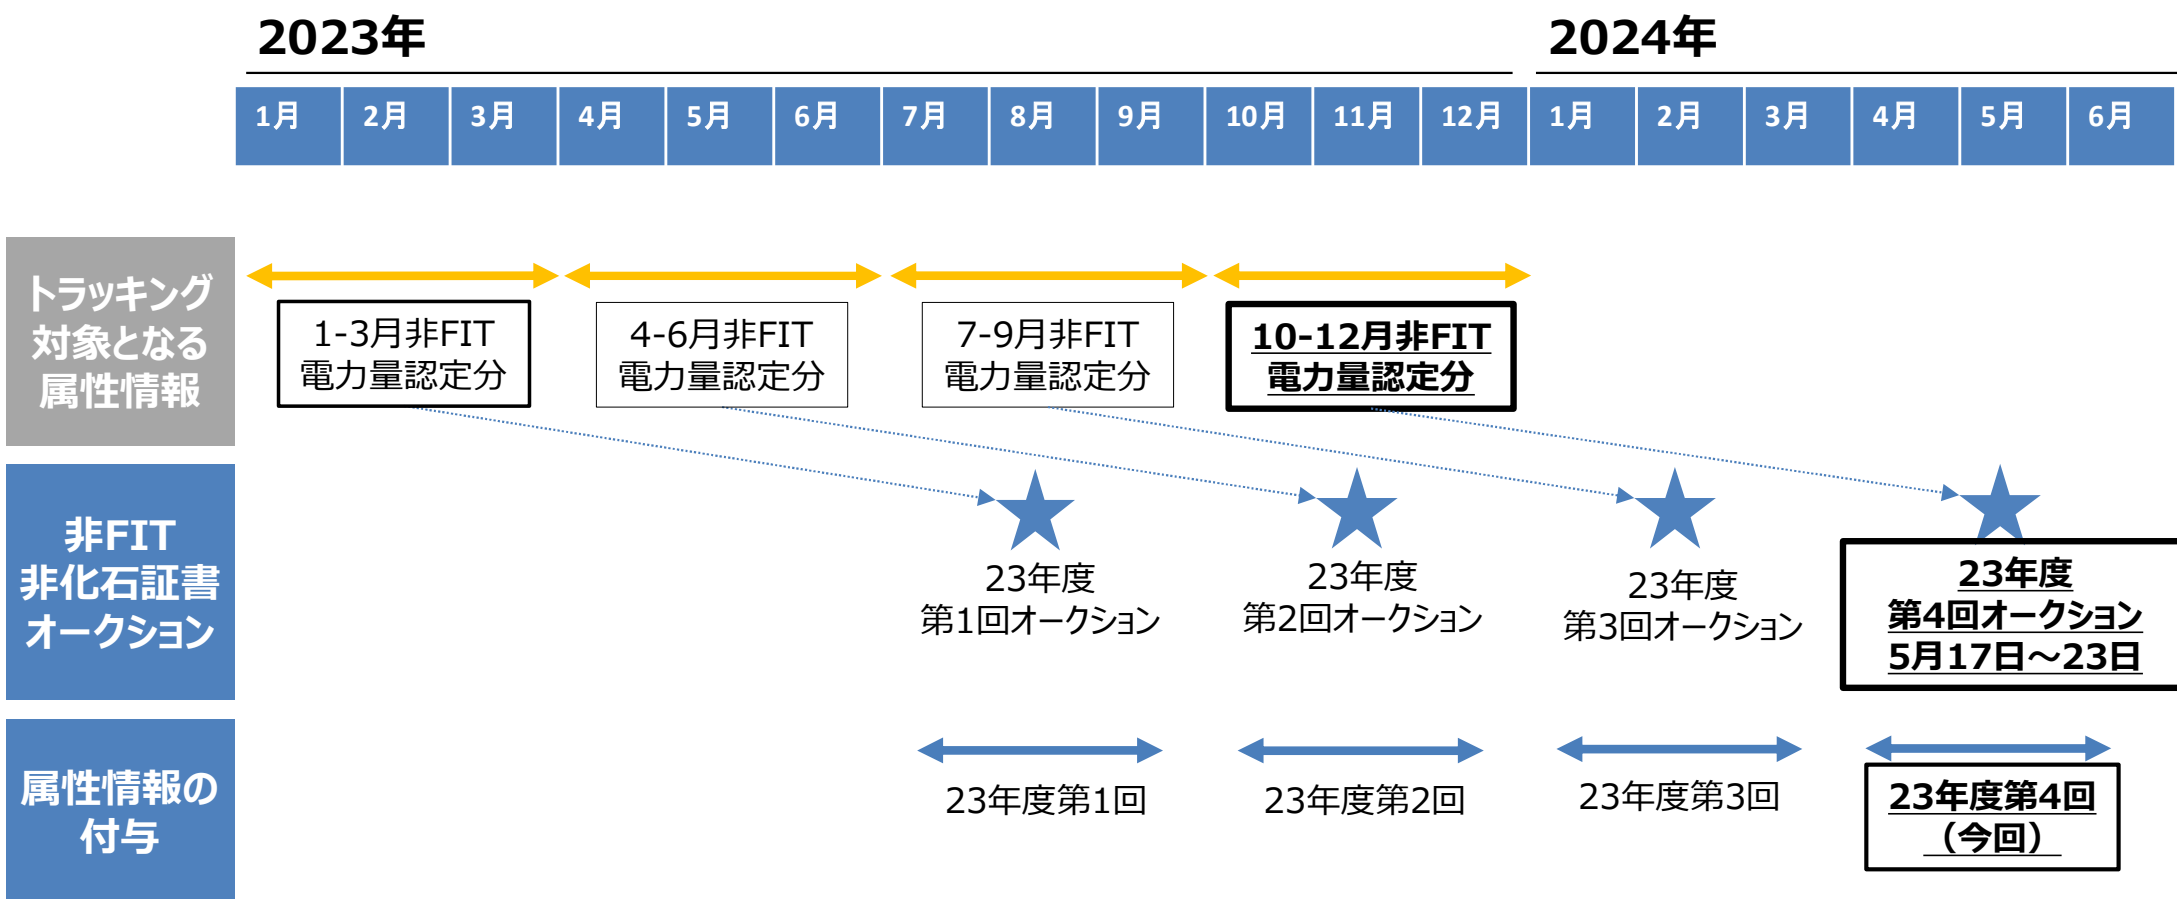 2023年
2024年
1月 2月 3月 4月 5月 6月 7月 8月 9月 10月 11月 12月 1月 2月 3月 4月 5月 6月
トラッキング
対象となる
属性情報
1-3月非FIT
電力量認定分
4-6月非FIT
電力量認定分
7-9月非FIT
電力量認定分
10-12月非FIT
電力量認定分
非FIT
非化石証書
オークション
23年度
第1回オークション
23年度
第2回オークション
23年度
第3回オークション
23年度
第4回オークション
5月17日～23日
属性情報の
付与
23年度第1回
23年度第2回
23年度第3回
23年度第4回
（今回）